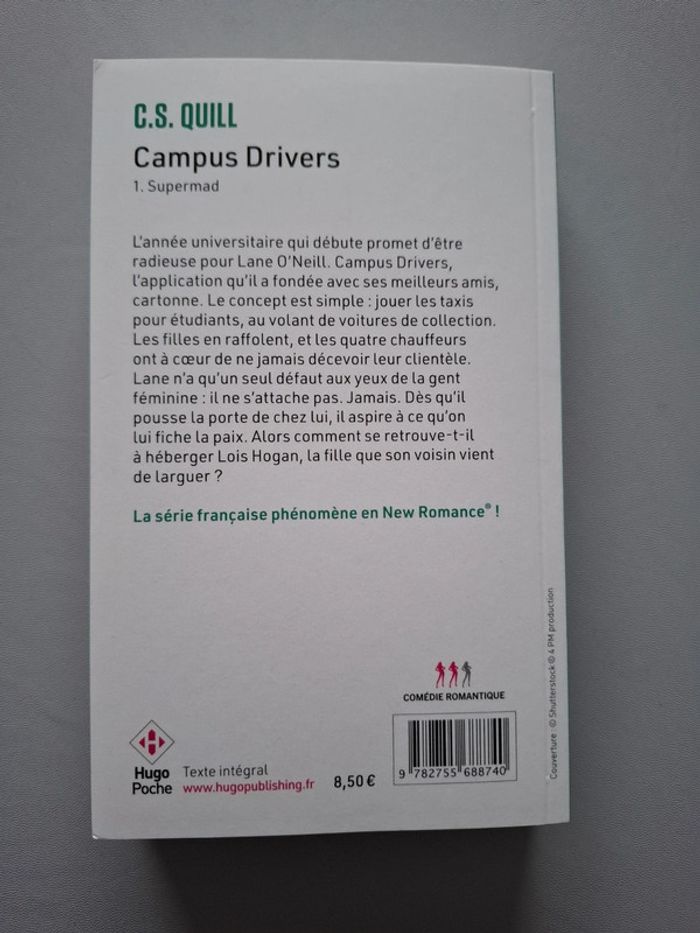 C.S. QUILL
Campus Drivers
1. Supermad
L'année universitaire qui débute promet d'être
radieuse pour Lane O'Neill. Campus Drivers,
l'application qu'il a fondée avec ses meilleurs amis,
cartonne. Le concept est simple : jouer les taxis
pour étudiants, au volant de voitures de collection.
Les filles en raffolent, et les quatre chauffeurs
ont à cœur de ne jamais décevoir leur clientèle.
Lane n'a qu'un seul défaut aux yeux de la gent
féminine : il ne s'attache pas. Jamais. Dès qu'il
pousse la porte de chez lui, il aspire à ce qu'on
lui fiche la paix. Alors comment se retrouve-t-il
à héberger Lois Hogan, la fille que son voisin vient
de larguer ?
La série française phénomène en New Romance® !
COMÉDIE ROMANTIQUE
Hugo
Poche
Texte intégral
www.hugopublishing.fr
8,50 €
9 782755 688740
Couverture : © Shutterstock © 4 PM production